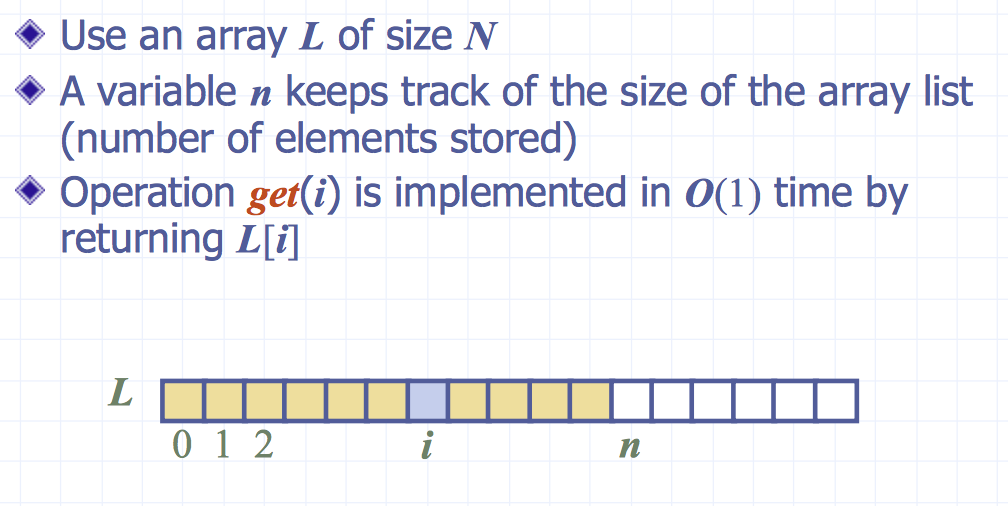 Use an array L of size N
A variable n keeps track of the size of the array list
(number of elements stored)
Operation get(i) is implemented in O(1) time by
returning L[i]
L
0 1 2 i n